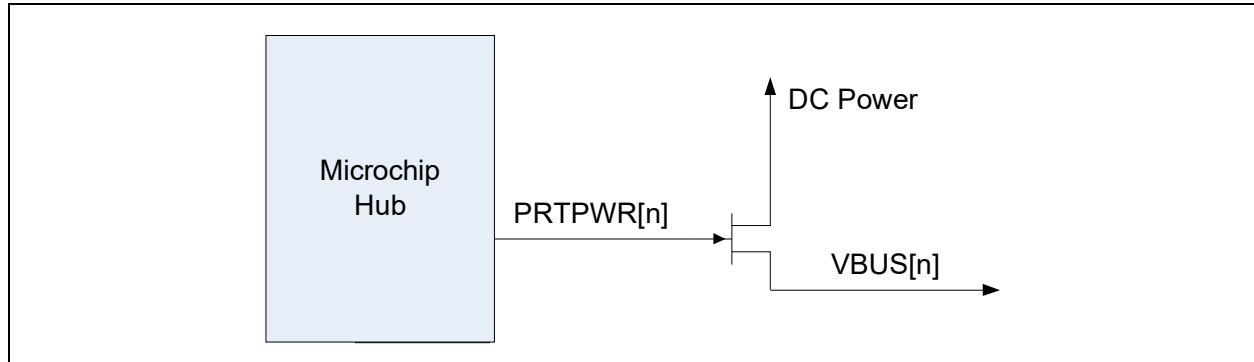 Microchip
Hub
PRTPWR[n]
DC Power
VBUS[n]